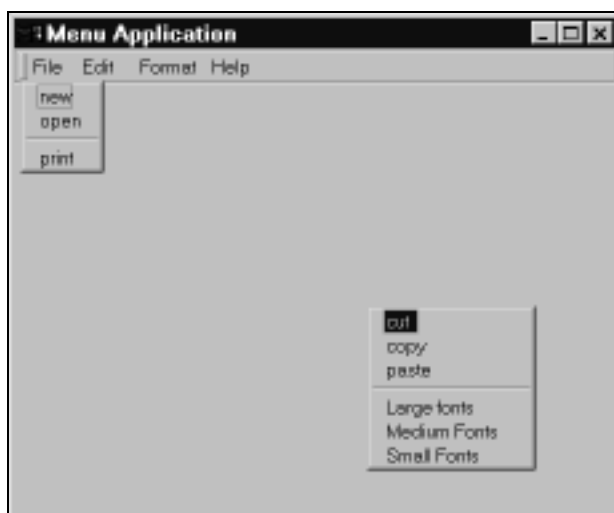 Menu Application
File Edit Format Help
new
open
print
cut
copy
paste
Large fonts
Medium Fonts
Small Fonts